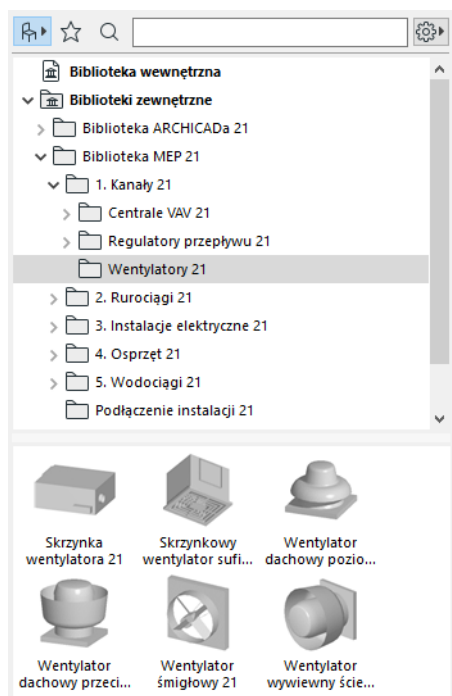 Biblioteka wewnętrzna
Biblioteki zewnętrzne
Biblioteka ARCHICADa 21
Biblioteka MEP 21
1. Kanały 21
Centrale VAV 21
Regulatory przepływu 21
Wentylatory 21
2. Rurociągi 21
3. Instalacje elektryczne 21
4. Osprzęt 21
5. Wodociągi 21
Podłączenie instalacji 21
Skrzynka
wentylatora 21
Skrzynkowy
wentylator sufi...
Wentylator
dachowy pozio...
Wentylator
dachowy przeci...
Wentylator
śmigłowy 21
Wentylator
wywiewny ście...